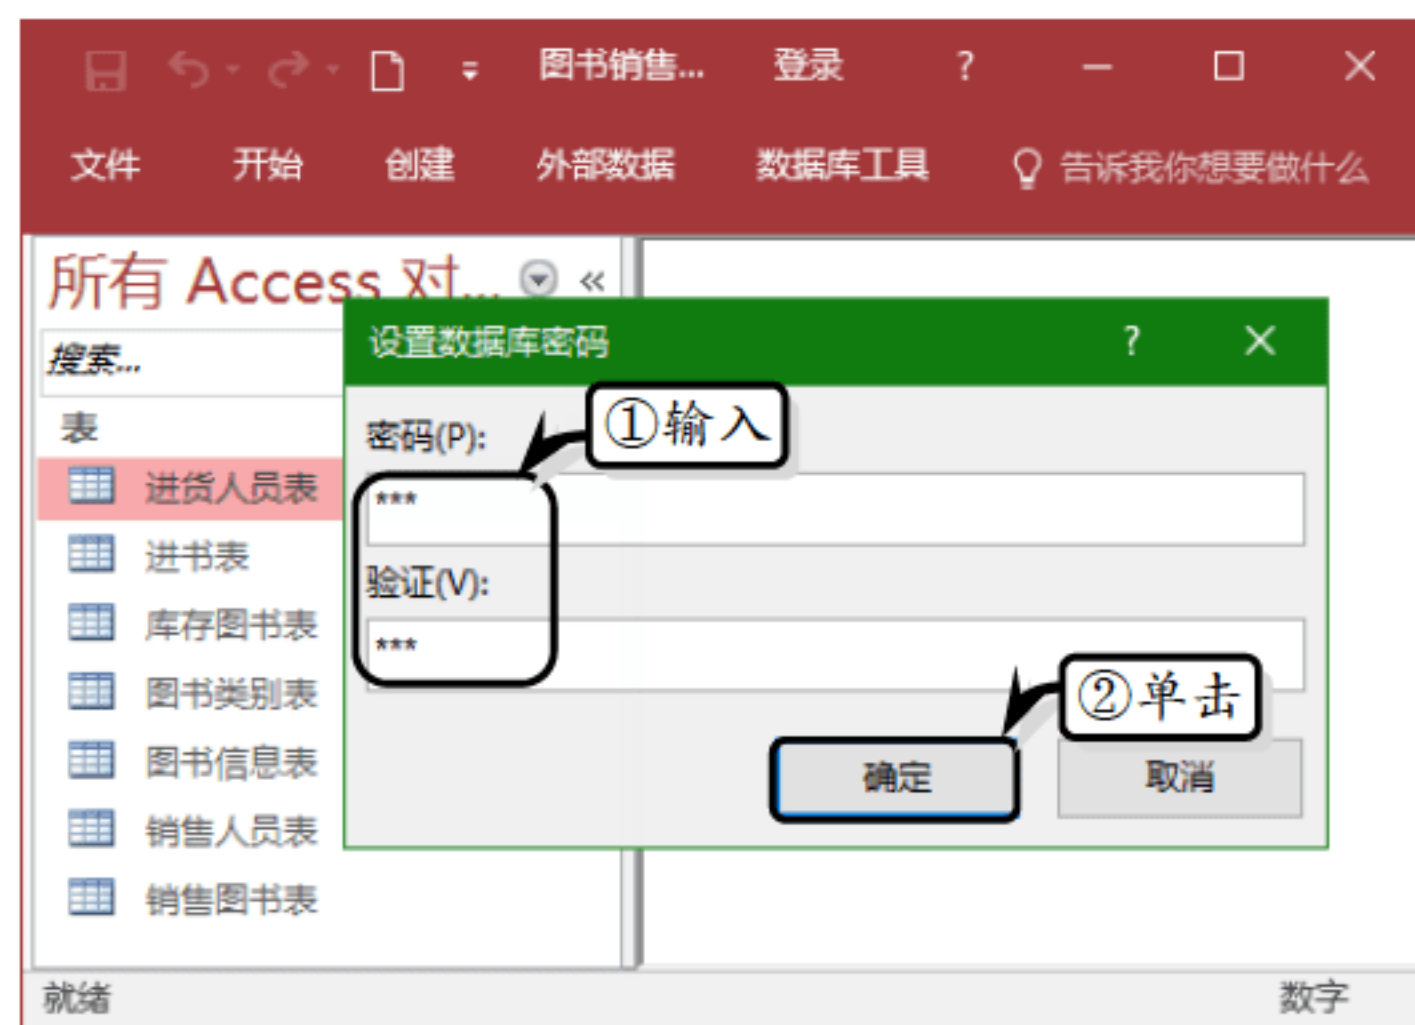 图书销售... 登录 ?
文件 开始 创建 外部数据 数据库工具 告诉我你想要做什么
所有 Access 对... «
搜索...
表
进货人员表
进书表
库存图书表
图书类别表
图书信息表
销售人员表
销售图书表
设置数据库密码 ?
密码(P):
①输入
***
验证(V):
***
②单击
确定 取消
就绪 数字